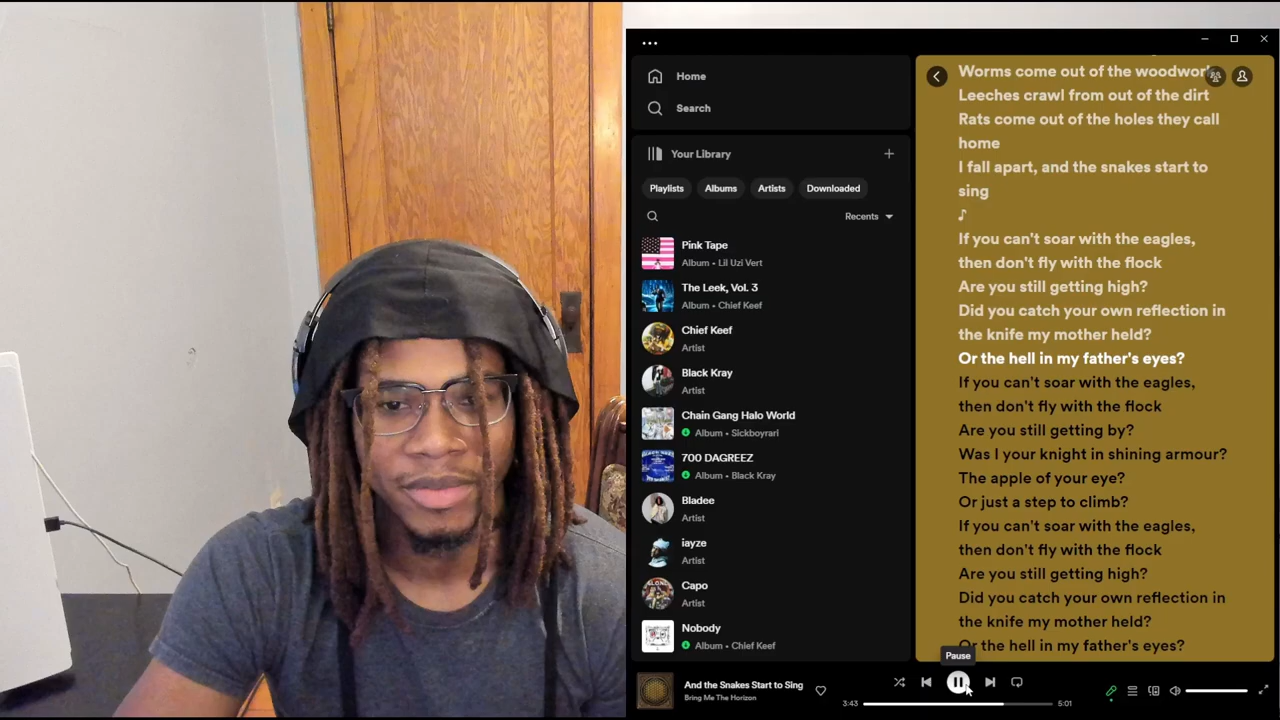 Home
Search
Your Library
Playlists
Albums
Artists
Downloaded
Recents
Pink Tape
Album • Lil Uzi Vert
The Leek, Vol. 3
Album • Chief Keef
Chief Keef
Artist
Black Kray
Artist
Chain Gang Halo World
Album • Sickboyrari
700 DAGREEZ
Album • Black Kray
Bladee
Artist
iayze
Artist
Capo
Artist
Nobody
Album • Chief Keef
Worms come out of the woodwork
Leeches crawl from out of the dirt
Rats come out of the holes they call
home
I fall apart, and the snakes start to
sing
♪
If you can't soar with the eagles,
then don't fly with the flock
Are you still getting high?
Did you catch your own reflection in
the knife my mother held?
Or the hell in my father's eyes?
If you can't soar with the eagles,
then don't fly with the flock
Are you still getting by?
Was I your knight in shining armour?
The apple of your eye?
Or just a step to climb?
If you can't soar with the eagles,
then don't fly with the flock
Are you still getting high?
Did you catch your own reflection in
the knife my mother held?
Or the hell in my father's eyes?
Pause
And the Snakes Start to Sing
Bring Me The Horizon
3:43
5:01